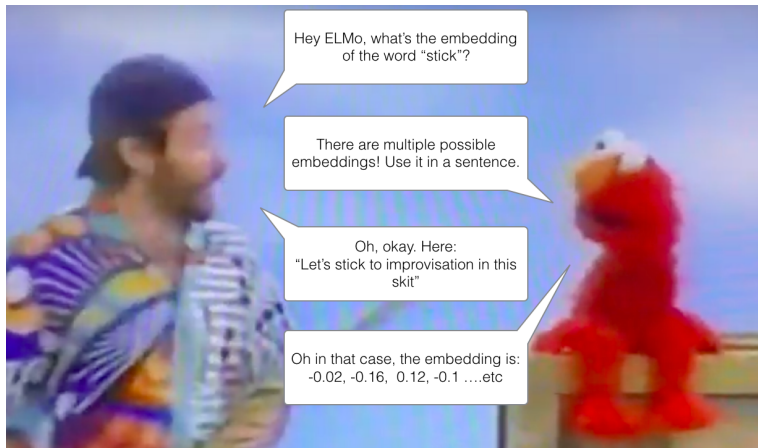 Hey ELMo, what's the embedding
of the word “stick”?
There are multiple possible
embeddings! Use it in a sentence.
Oh, okay. Here:
“Let's stick to improvisation in this
skit”
Oh in that case, the embedding is:
-0.02, -0.16, 0.12, -0.1 ....etc